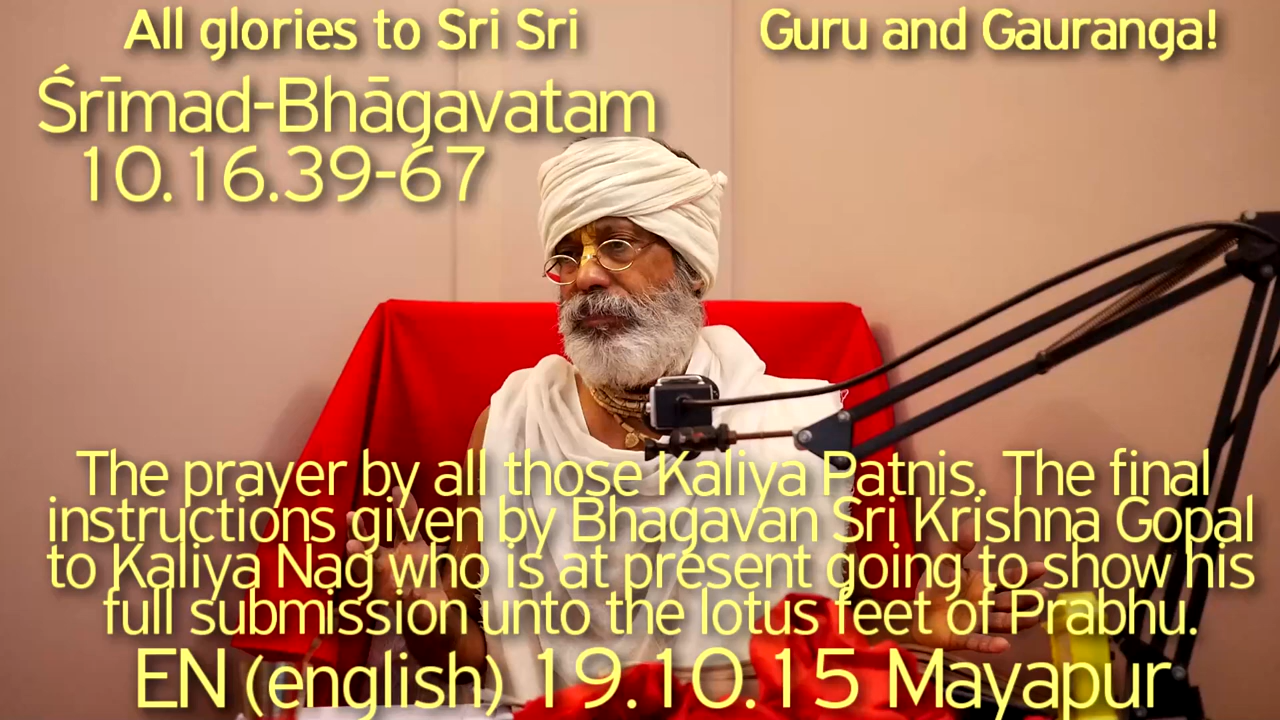 All glories to Sri Sri Guru and Gauranga!
Śrīmad-Bhāgavatam
10.16.39-67
The prayer by all those Kaliya Patnis. The final
instructions given by Bhagavan Sri Krishna Gopal
to Kaliya Nag who is at present going to show his
full submission unto the lotus feet of Prabhu.
EN (english) 19.10.15 Mayapur